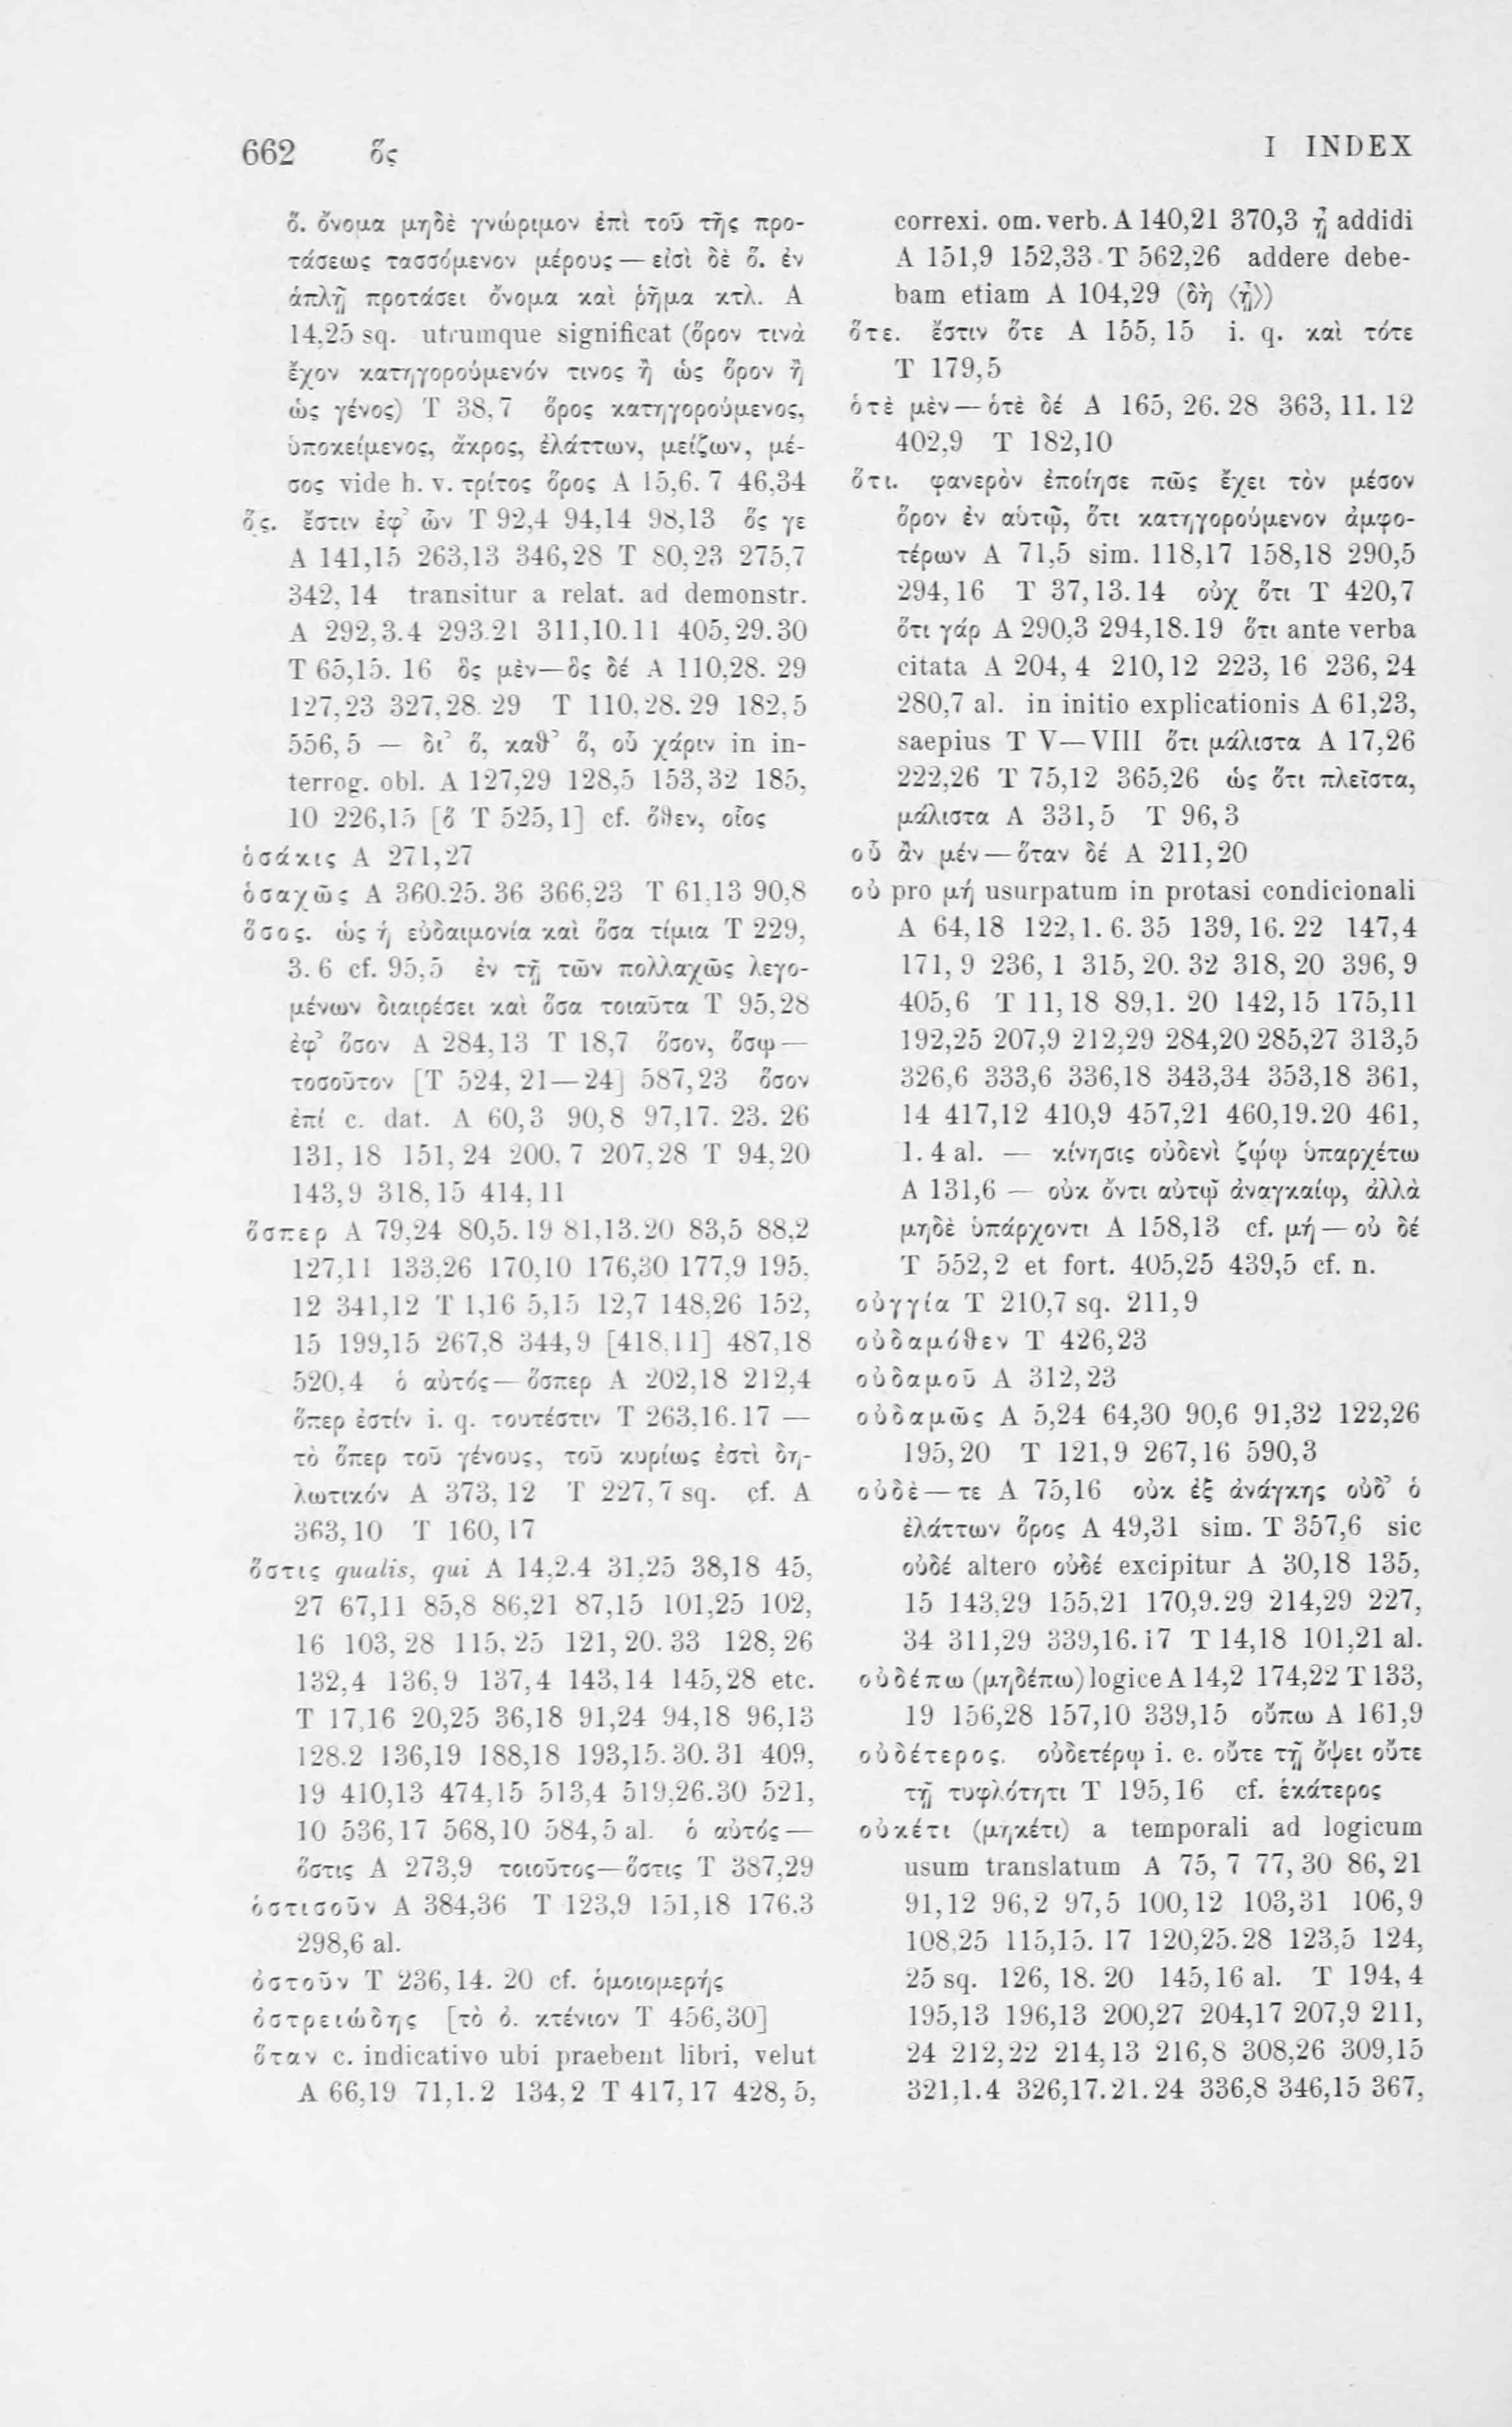 662 ὅς I INDEX
ὅ. ὄνομα μηδὲ γνώριμον ἐπὶ τοῦ τῆς προ-
τάσεως τασσόμενον μέρους — εἰσὶ δὲ ὅ. ἐν
ἁπλῇ προτάσει ὄνομα καὶ ῥῆμα κτλ. A
14,25 sq. utrumque significat (ὅρον τινὰ
ἔχον κατηγορούμενόν τινος ἢ ὡς ὅρον ἢ
ὡς γένος) T 38,7 ὅρος κατηγορούμενος,
ὑποκείμενος, ἄκρος, ἐλάττων, μείζων, μέ-
σος vide h. v. τρίτος ὅρος A 15,6. 7 46,34
ὅς. ἔστιν ἐφ’ ὧν T 92,4 94,14 98,13 ὅς γε
A 141,15 263,13 346,28 T 80,23 275,7
342, 14 transitur a relat. ad demonstr.
A 292,3.4 293.21 311,10.11 405,29.30
T 65,15. 16 ὃς μὲν—ὃς δέ A 110,28. 29
127,23 327,28. 29 T 110,28. 29 182,5
556, 5 — δι’ ὅ, καθ’ ὅ, οὗ χάριν in in-
terrog. obl. A 127,29 128,5 153,32 185,
10 226,15 [ὅ T 525, 1] cf. ὅθεν, οἷος
ὁσάκις A 271,27
ὁσαχῶς A 360.25. 36 366,23 T 61,13 90,8
ὅσος. ὡς ἡ εὐδαιμονία καὶ ὅσα τίμια T 229,
3. 6 cf. 95,5 ἐν τῇ τῶν πολλαχῶς λεγο-
μένων διαιρέσει καὶ ὅσα τοιαῦτα T 95,28
ἐφ’ ὅσον A 284,13 T 18,7 ὅσον, ὅσῳ —
τοσοῦτον [T 524, 21—24] 587,23 ὅσον
ἐπί c. dat. A 60,3 90,8 97,17. 23. 26
131, 18 151, 24 200, 7 207,28 T 94,20
143,9 318,15 414,11
ὅσπερ A 79,24 80,5.19 81,13.20 83,5 88,2
127,11 133,26 170,10 176,30 177,9 195,
12 341,12 T 1,16 5,15 12,7 148,26 152,
15 199,15 267,8 344,9 [418,11] 487,18
520,4 ὁ αὐτός — ὅσπερ A 202,18 212,4
ὅπερ ἐστίν i. q. τουτέστιν T 263,16.17 —
τὸ ὅπερ τοῦ γένους, τοῦ κυρίως ἐστὶ δη-
λωτικόν A 373, 12 T 227,7 sq. cf. A
363,10 T 160,17
ὅστις qualis, qui A 14,2.4 31,25 38,18 45,
27 67,11 85,8 86,21 87,15 101,25 102,
16 103, 28 115, 25 121, 20. 33 128, 26
132,4 136,9 137,4 143,14 145,28 etc.
T 17,16 20,25 36,18 91,24 94,18 96,13
128.2 136,19 188,18 193,15. 30. 31 409,
19 410,13 474,15 513,4 519,26.30 521,
10 536,17 568,10 584,5 al. ὁ αὐτός —
ὅστις A 273,9 τοιοῦτος—ὅστις T 387,29
ὁστισοῦν A 384,36 T 123,9 151,18 176.3
298,6 al.
ὀστοῦν T 236,14. 20 cf. ὁμοιομερής
ὀστρειώδης [τὸ ὀ. κτένιον T 456,30]
ὅταν c. indicativo ubi praebent libri, velut
A 66,19 71,1.2 134,2 T 417,17 428, 5,
correxi. om. verb. A 140,21 370,3 ᾖ addidi
A 151,9 152,33 T 562,26 addere debe-
bam etiam A 104,29 (δὴ ⟨ᾖ⟩)
ὅτε. ἔστιν ὅτε A 155, 15 i. q. καὶ τότε
T 179,5
ὁτὲ μὲν — ὁτὲ δέ A 165, 26. 28 363, 11. 12
402,9 T 182,10
ὅτι. φανερὸν ἐποίησε πῶς ἔχει τὸν μέσον
ὅρον ἐν αὑτῷ, ὅτι κατηγορούμενον ἀμφο-
τέρων A 71,5 sim. 118,17 158,18 290,5
294,16 T 37,13.14 οὐχ ὅτι T 420,7
ὅτι γάρ A 290,3 294,18.19 ὅτι ante verba
citata A 204, 4 210, 12 223, 16 236, 24
280,7 al. in initio explicationis A 61,23,
saepius T V—VIII ὅτι μάλιστα A 17,26
222,26 T 75,12 365,26 ὡς ὅτι πλεῖστα,
μάλιστα A 331,5 T 96,3
οὗ ἂν μέν — ὅταν δέ A 211,20
οὐ pro μή usurpatum in protasi condicionali
A 64,18 122,1. 6. 35 139, 16. 22 147,4
171, 9 236, 1 315, 20. 32 318, 20 396, 9
405,6 T 11,18 89,1. 20 142,15 175,11
192,25 207,9 212,29 284,20 285,27 313,5
326,6 333,6 336,18 343,34 353,18 361,
14 417,12 410,9 457,21 460,19.20 461,
1. 4 al. — κίνησις οὐδενὶ ζῴῳ ὑπαρχέτω
A 131,6 — οὐκ ὄντι αὐτῷ ἀναγκαίῳ, ἀλλὰ
μηδὲ ὑπάρχοντι A 158,13 cf. μή — οὐ δέ
T 552,2 et fort. 405,25 439,5 cf. n.
οὐγγία T 210,7 sq. 211,9
οὐδαμόθεν T 426,23
οὐδαμοῦ A 312,23
οὐδαμῶς A 5,24 64,30 90,6 91,32 122,26
195,20 T 121,9 267,16 590,3
οὐδὲ — τε A 75,16 οὐκ ἐξ ἀνάγκης οὐδ’ ὁ
ἐλάττων ὅρος A 49,31 sim. T 357,6 sic
οὐδέ altero οὐδέ excipitur A 30,18 135,
15 143,29 155,21 170,9.29 214,29 227,
34 311,29 339,16.17 T 14,18 101,21 al.
οὐδέπω (μηδέπω) logice A 14,2 174,22 T 133,
19 156,28 157,10 339,15 οὔπω A 161,9
οὐδέτερος. οὐδετέρῳ i. e. οὔτε τῇ ὄψει οὔτε
τῇ τυφλότητι T 195,16 cf. ἑκάτερος
οὐκέτι (μηκέτι) a temporali ad logicum
usum translatum A 75, 7 77, 30 86, 21
91,12 96,2 97,5 100,12 103,31 106,9
108,25 115,15. 17 120,25.28 123,5 124,
25 sq. 126, 18. 20 145, 16 al. T 194, 4
195,13 196,13 200,27 204,17 207,9 211,
24 212,22 214,13 216,8 308,26 309,15
321,1.4 326,17.21.24 336,8 346,15 367,